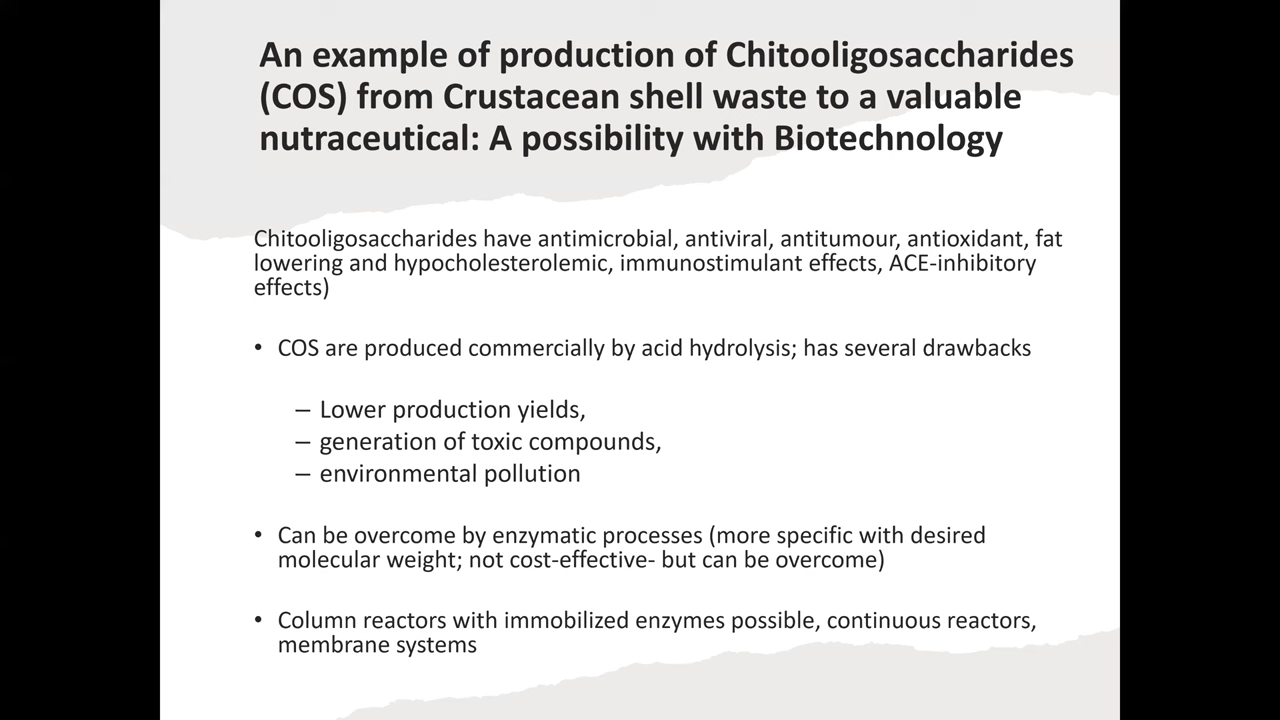 An example of production of Chitooligosaccharides
(COS) from Crustacean shell waste to a valuable
nutraceutical: A possibility with Biotechnology
Chitooligosaccharides have antimicrobial, antiviral, antitumour, antioxidant, fat
lowering and hypocholesterolemic, immunostimulant effects, ACE-inhibitory
effects)
• COS are produced commercially by acid hydrolysis; has several drawbacks
– Lower production yields,
– generation of toxic compounds,
– environmental pollution
• Can be overcome by enzymatic processes (more specific with desired
molecular weight; not cost-effective- but can be overcome)
• Column reactors with immobilized enzymes possible, continuous reactors,
membrane systems